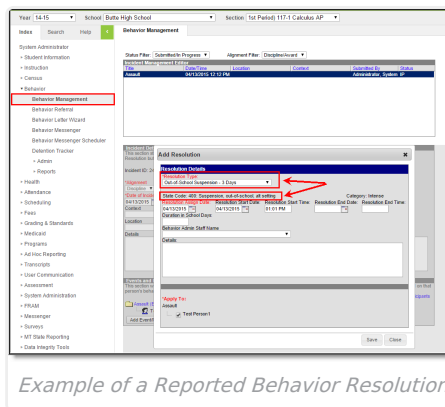 Year 14-15 School Butte High School Section 1st Period) 117-1 Calculus AP
Index Search Help
Behavior Management
System Administrator
Student Information
Instruction
Census
Behavior
Behavior Management
Behavior Referral
Behavior Letter Wizard
Behavior Messenger
Behavior Messenger Scheduler
Detention Tracker
Admin
Reports
Health
Attendance
Scheduling
Fees
Grading & Standards
Medicaid
Programs
Ad Hoc Reporting
Transcripts
User Communication
Assessment
System Administration
FRAM
Messenger
Surveys
MT State Reporting
Data Integrity Tools
Status Filter: Submitted/In Progress Alignment Filter: Discipline/Award
Incident Management Editor
Title Date/Time Location Context Submitted By Status
Assault 04/13/2015 12:12 PM Administrator, System IP
Add Resolution
Resolution Details
*Resolution Type:
Out-of-School Suspension - 3 Days
State Code: 403: Suspension, out-of-school, alt setting Category: Intense
Resolution Assign Date Resolution Start Date Resolution Start Time Resolution End Date Resolution End Time
04/13/2015 04/13/2015 01:01 PM
Duration in School Days
Behavior Admin Staff Name
Details
*Apply To:
Assault
Test Person1
Save Close
Example of a Reported Behavior Resolution